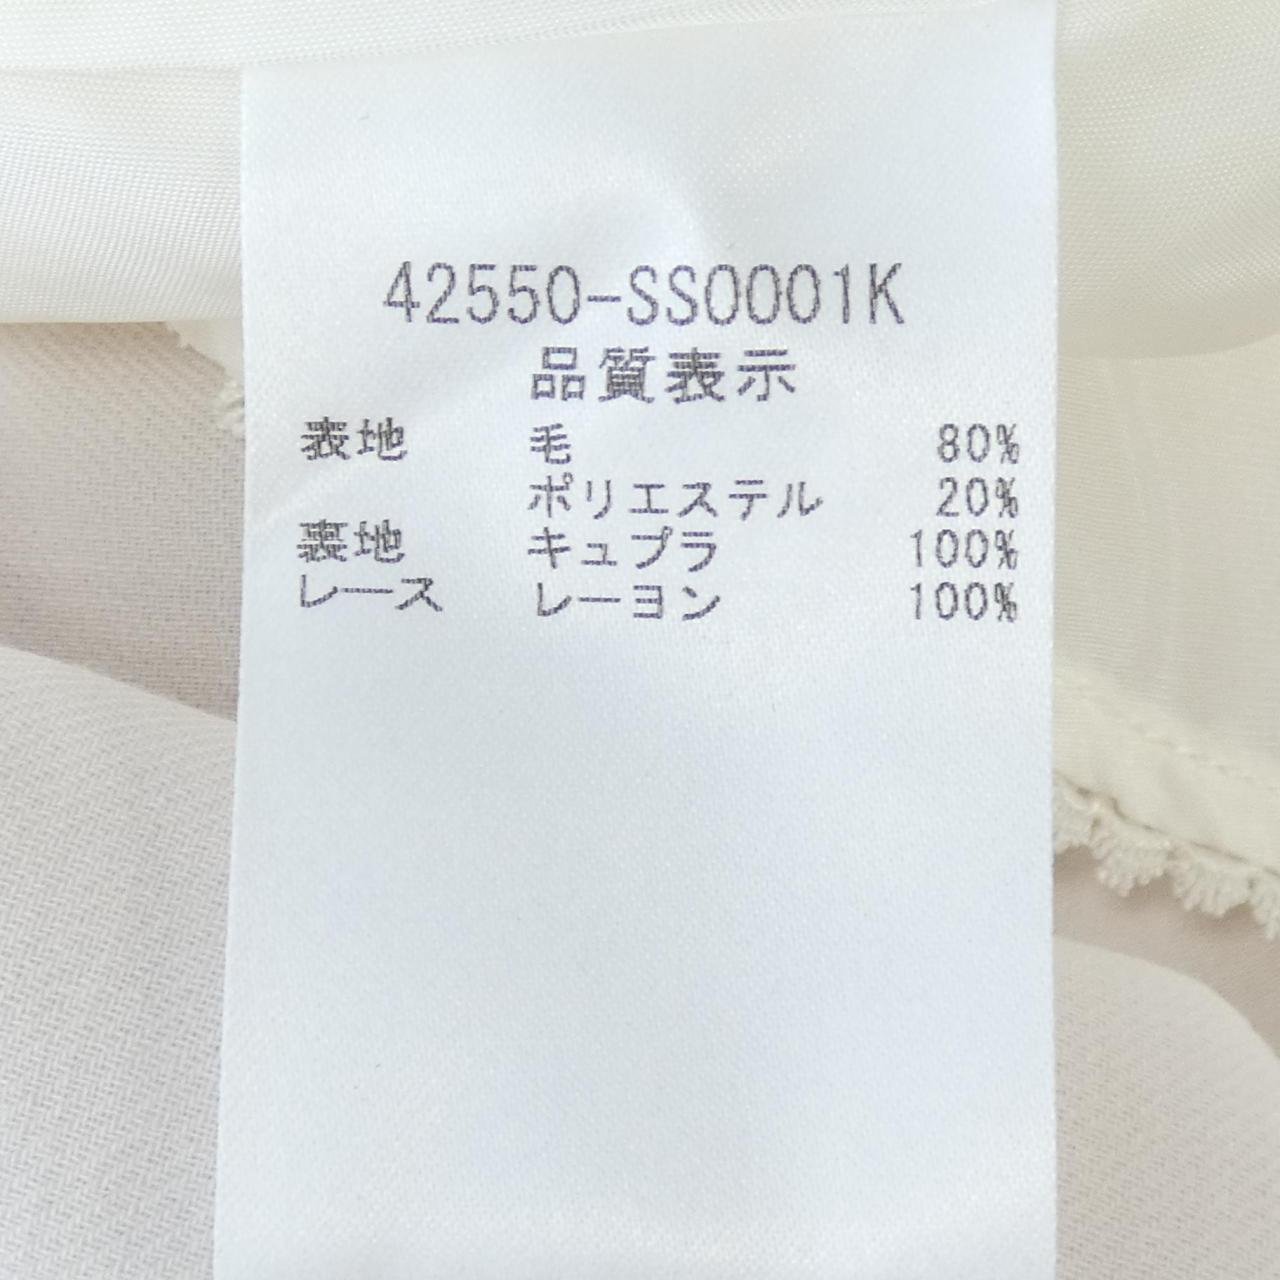 42550-SS0001K
品質表示
表地 毛 80%
ポリエステル 20%
裏地 キュプラ 100%
レース レーヨン 100%